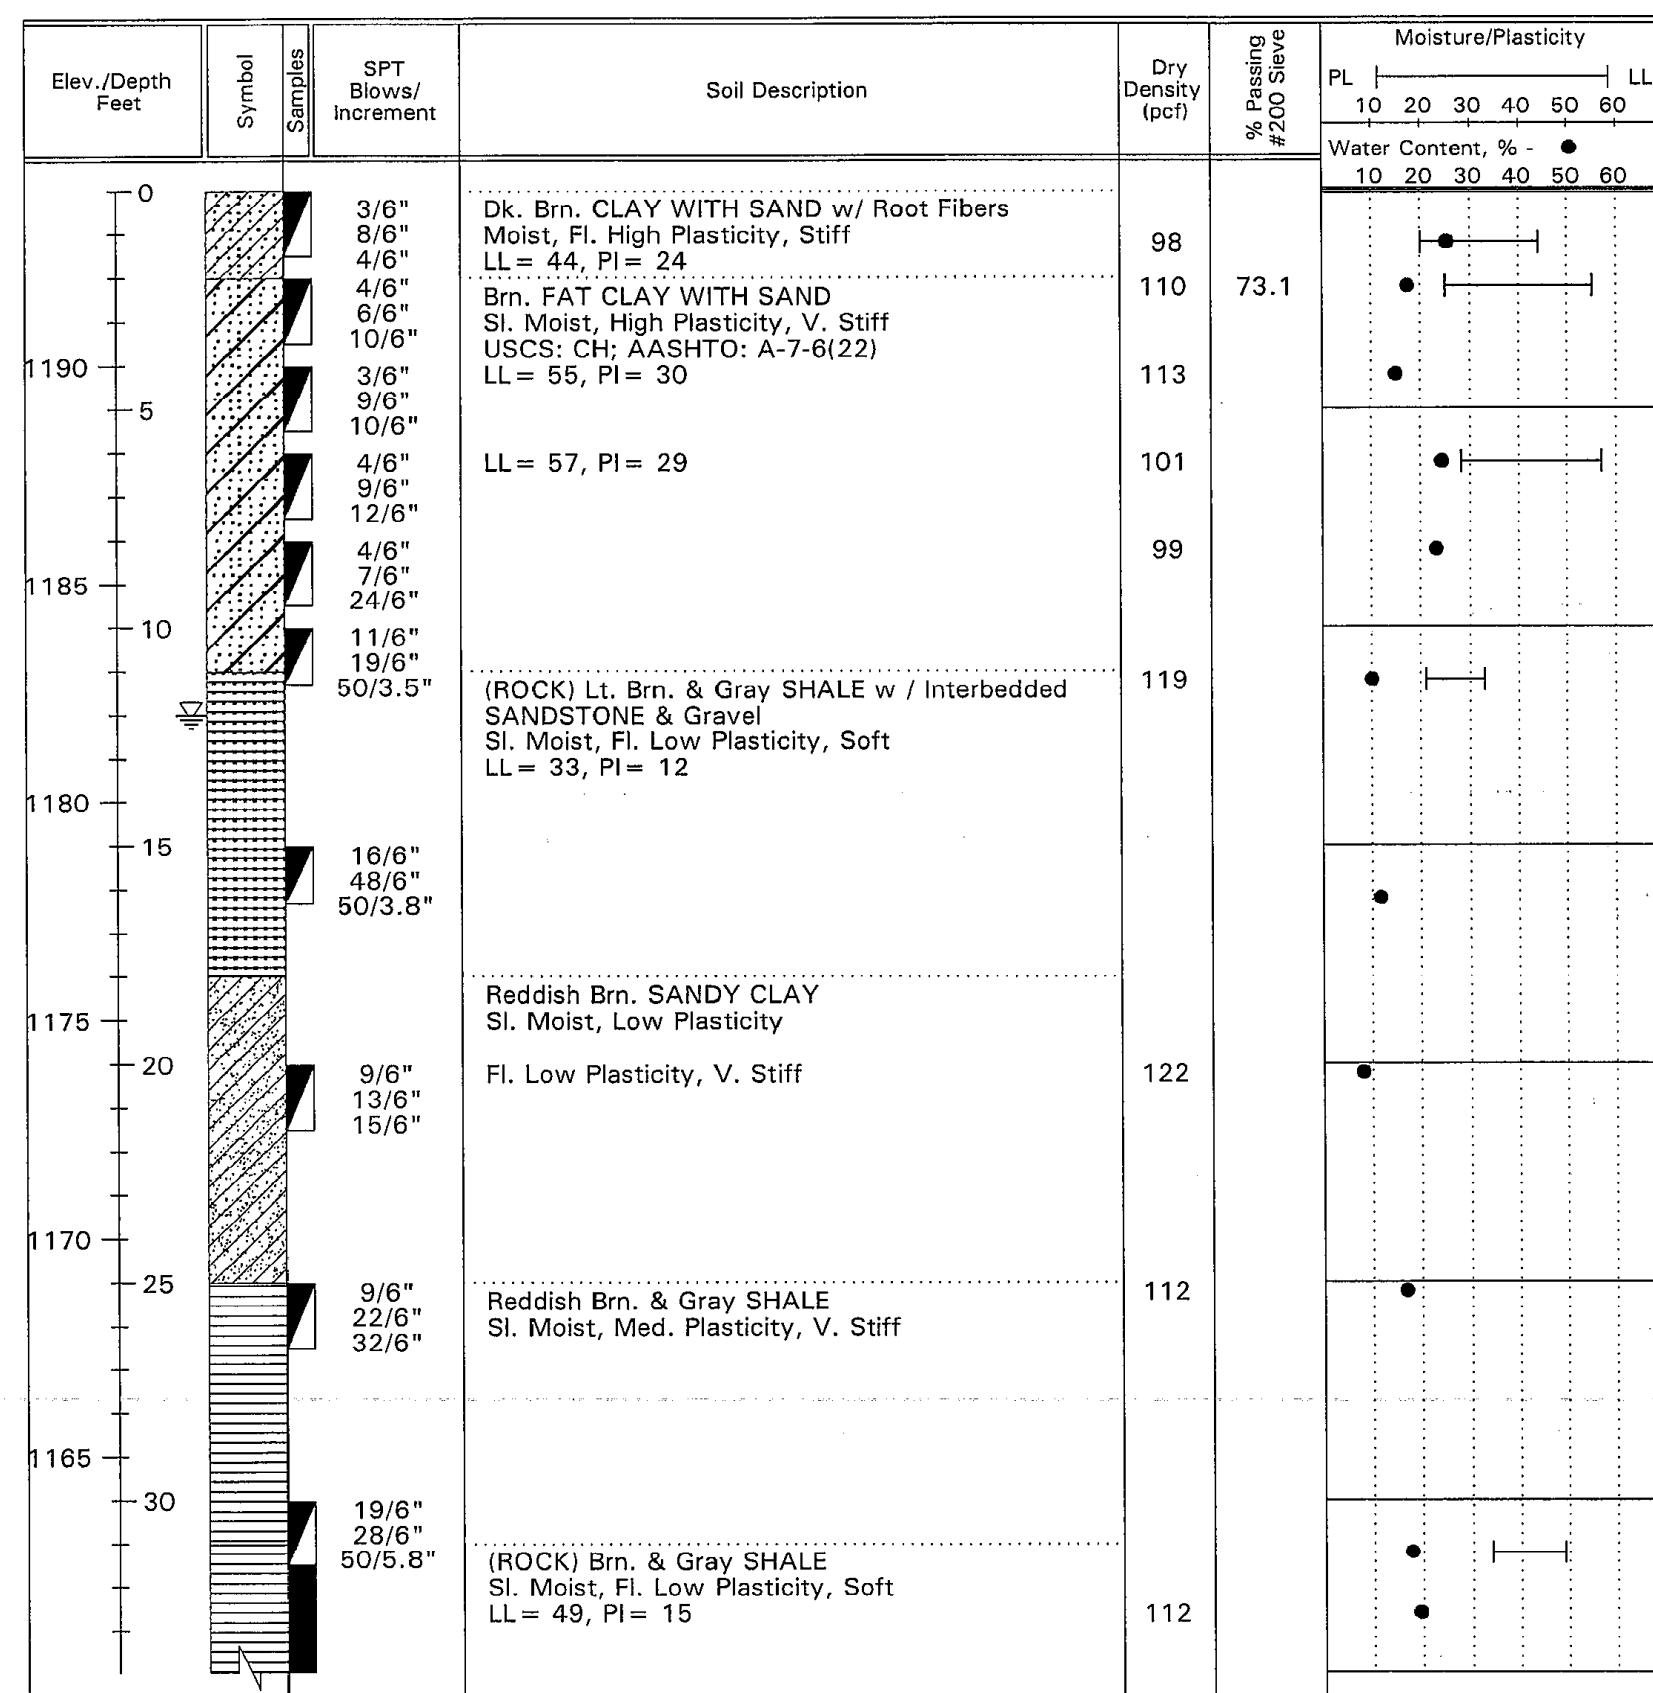 Elev./Depth
Feet
Symbol
Samples
SPT
Blows/
Increment
Soil Description
Dry
Density
(pcf)
% Passing
#200 Sieve
Moisture/Plasticity
PL LL
10 20 30 40 50 60
Water Content, % - ●
10 20 30 40 50 60
0
3/6"
8/6"
4/6"
Dk. Brn. CLAY WITH SAND w/ Root Fibers
Moist, Fl. High Plasticity, Stiff
LL= 44, PI= 24
98
4/6"
6/6"
10/6"
Brn. FAT CLAY WITH SAND
Sl. Moist, High Plasticity, V. Stiff
USCS: CH; AASHTO: A-7-6(22)
110 73.1
1190
3/6"
9/6"
10/6"
LL= 55, PI= 30
113
5
4/6"
9/6"
12/6"
LL= 57, PI= 29
101
4/6"
7/6"
24/6"
99
1185
10
11/6"
19/6"
50/3.5"
(ROCK) Lt. Brn. & Gray SHALE w / Interbedded
SANDSTONE & Gravel
Sl. Moist, Fl. Low Plasticity, Soft
LL= 33, PI= 12
119
1180
15
16/6"
48/6"
50/3.8"
Reddish Brn. SANDY CLAY
Sl. Moist, Low Plasticity
1175
20
9/6"
13/6"
15/6"
Fl. Low Plasticity, V. Stiff
122
1170
25
9/6"
22/6"
32/6"
Reddish Brn. & Gray SHALE
Sl. Moist, Med. Plasticity, V. Stiff
112
1165
30
19/6"
28/6"
50/5.8"
(ROCK) Brn. & Gray SHALE
Sl. Moist, Fl. Low Plasticity, Soft
LL= 49, PI= 15
112